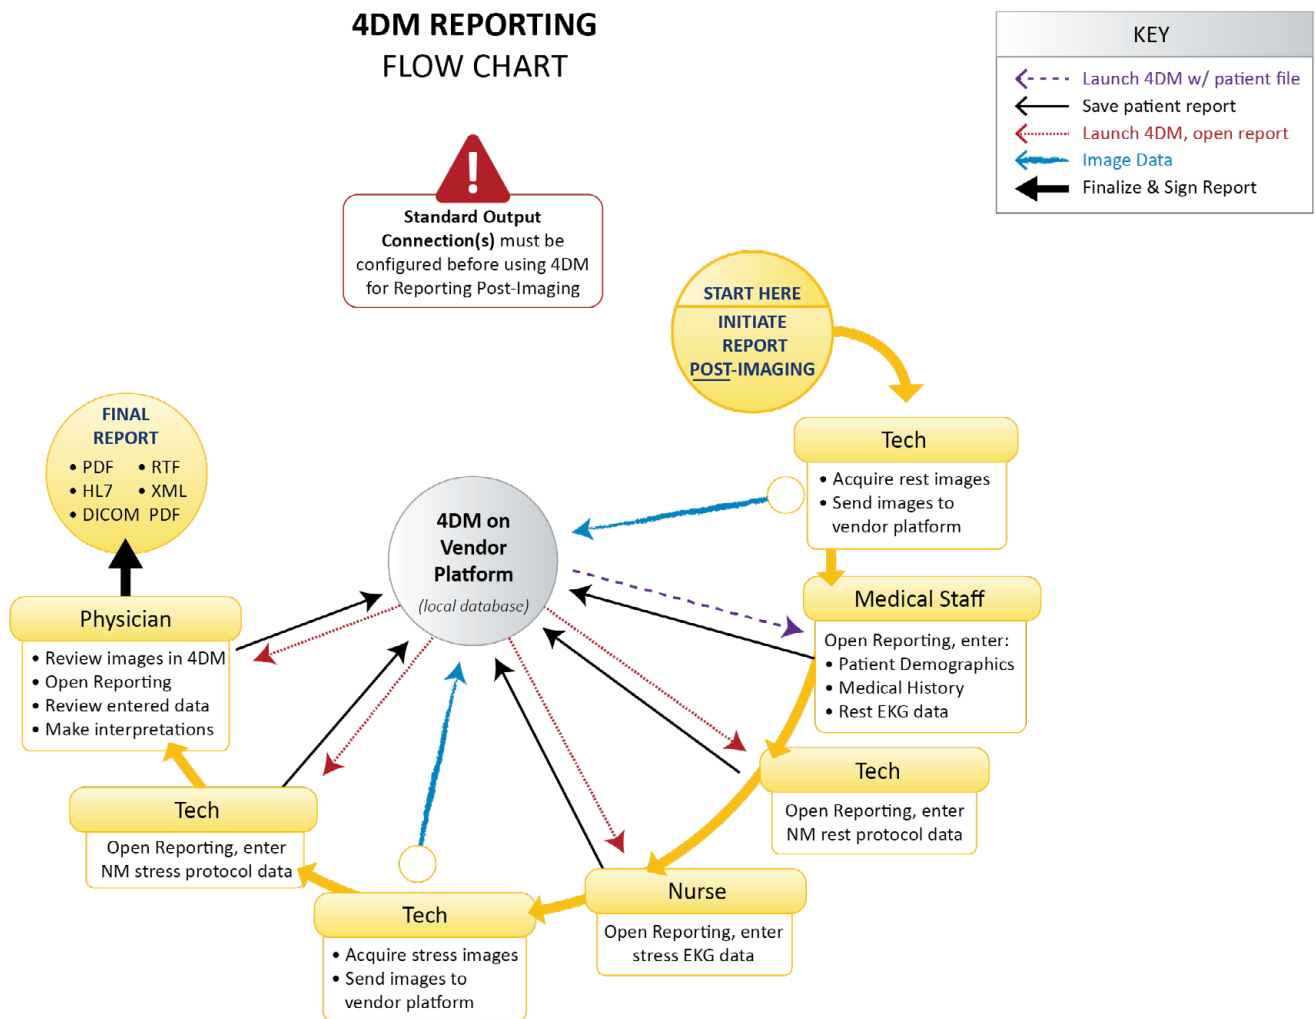 4DM REPORTING
FLOW CHART
KEY
Launch 4DM w/ patient file
Save patient report
Launch 4DM, open report
Image Data
Finalize & Sign Report
!
Standard Output
Connection(s) must be
configured before using 4DM
for Reporting Post-Imaging
START HERE
INITIATE
REPORT
POST-IMAGING
Tech
• Acquire rest images
• Send images to
vendor platform
Medical Staff
Open Reporting, enter:
• Patient Demographics
• Medical History
• Rest EKG data
Tech
Open Reporting, enter
NM rest protocol data
Nurse
Open Reporting, enter
stress EKG data
Tech
• Acquire stress images
• Send images to
vendor platform
Tech
Open Reporting, enter
NM stress protocol data
Physician
• Review images in 4DM
• Open Reporting
• Review entered data
• Make interpretations
FINAL
REPORT
• PDF • RTF
• HL7 • XML
• DICOM PDF
4DM on
Vendor
Platform
(local database)